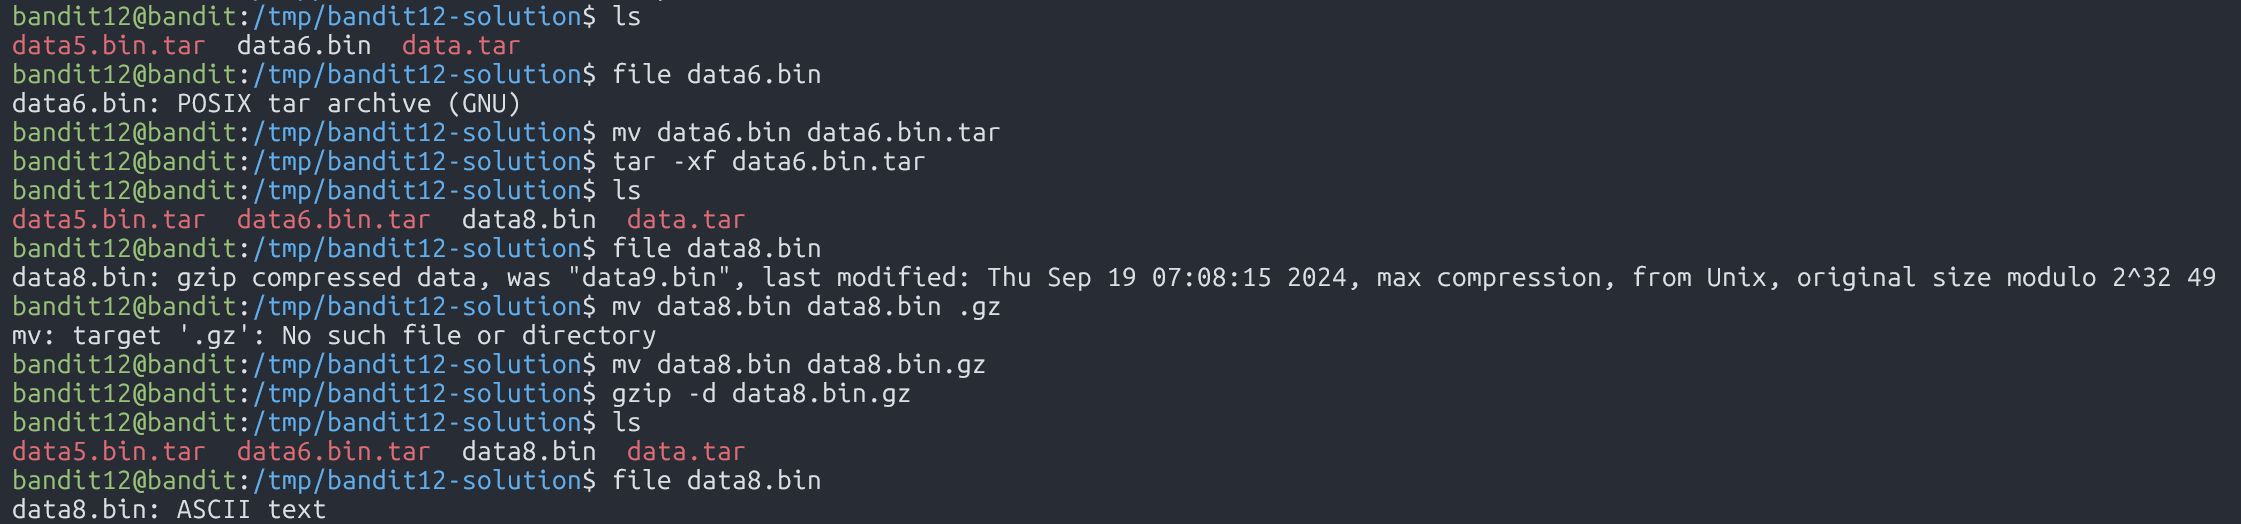 bandit12@bandit:/tmp/bandit12-solution$ ls
data5.bin.tar  data6.bin  data.tar
bandit12@bandit:/tmp/bandit12-solution$ file data6.bin
data6.bin: POSIX tar archive (GNU)
bandit12@bandit:/tmp/bandit12-solution$ mv data6.bin data6.bin.tar
bandit12@bandit:/tmp/bandit12-solution$ tar -xf data6.bin.tar
bandit12@bandit:/tmp/bandit12-solution$ ls
data5.bin.tar  data6.bin.tar  data8.bin  data.tar
bandit12@bandit:/tmp/bandit12-solution$ file data8.bin
data8.bin: gzip compressed data, was "data9.bin", last modified: Thu Sep 19 07:08:15 2024, max compression, from Unix, original size modulo 2^32 49
bandit12@bandit:/tmp/bandit12-solution$ mv data8.bin data8.bin .gz
mv: target '.gz': No such file or directory
bandit12@bandit:/tmp/bandit12-solution$ mv data8.bin data8.bin.gz
bandit12@bandit:/tmp/bandit12-solution$ gzip -d data8.bin.gz
bandit12@bandit:/tmp/bandit12-solution$ ls
data5.bin.tar  data6.bin.tar  data8.bin  data.tar
bandit12@bandit:/tmp/bandit12-solution$ file data8.bin
data8.bin: ASCII text